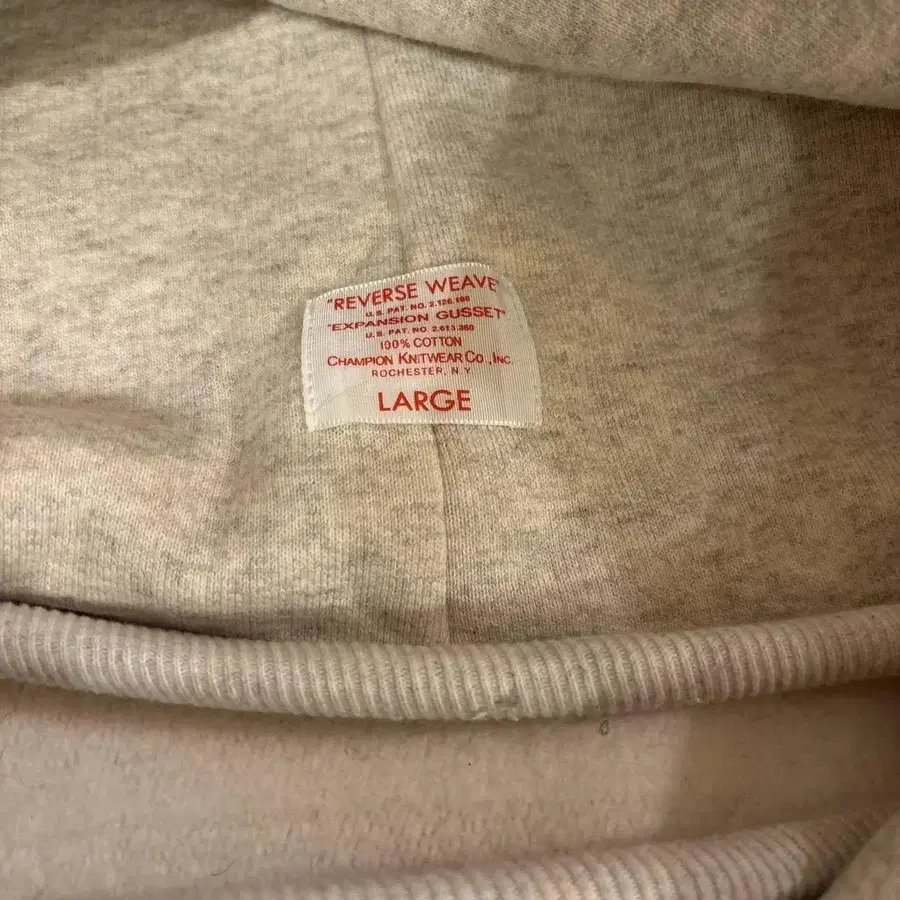 "REVERSE WEAVE"
U.S. PAT. NO. 2.126.186
"EXPANSION GUSSET"
U.S. PAT. NO 2.613.360
100% COTTON
CHAMPION KNITWEAR CO., INC.
ROCHESTER, N.Y
LARGE